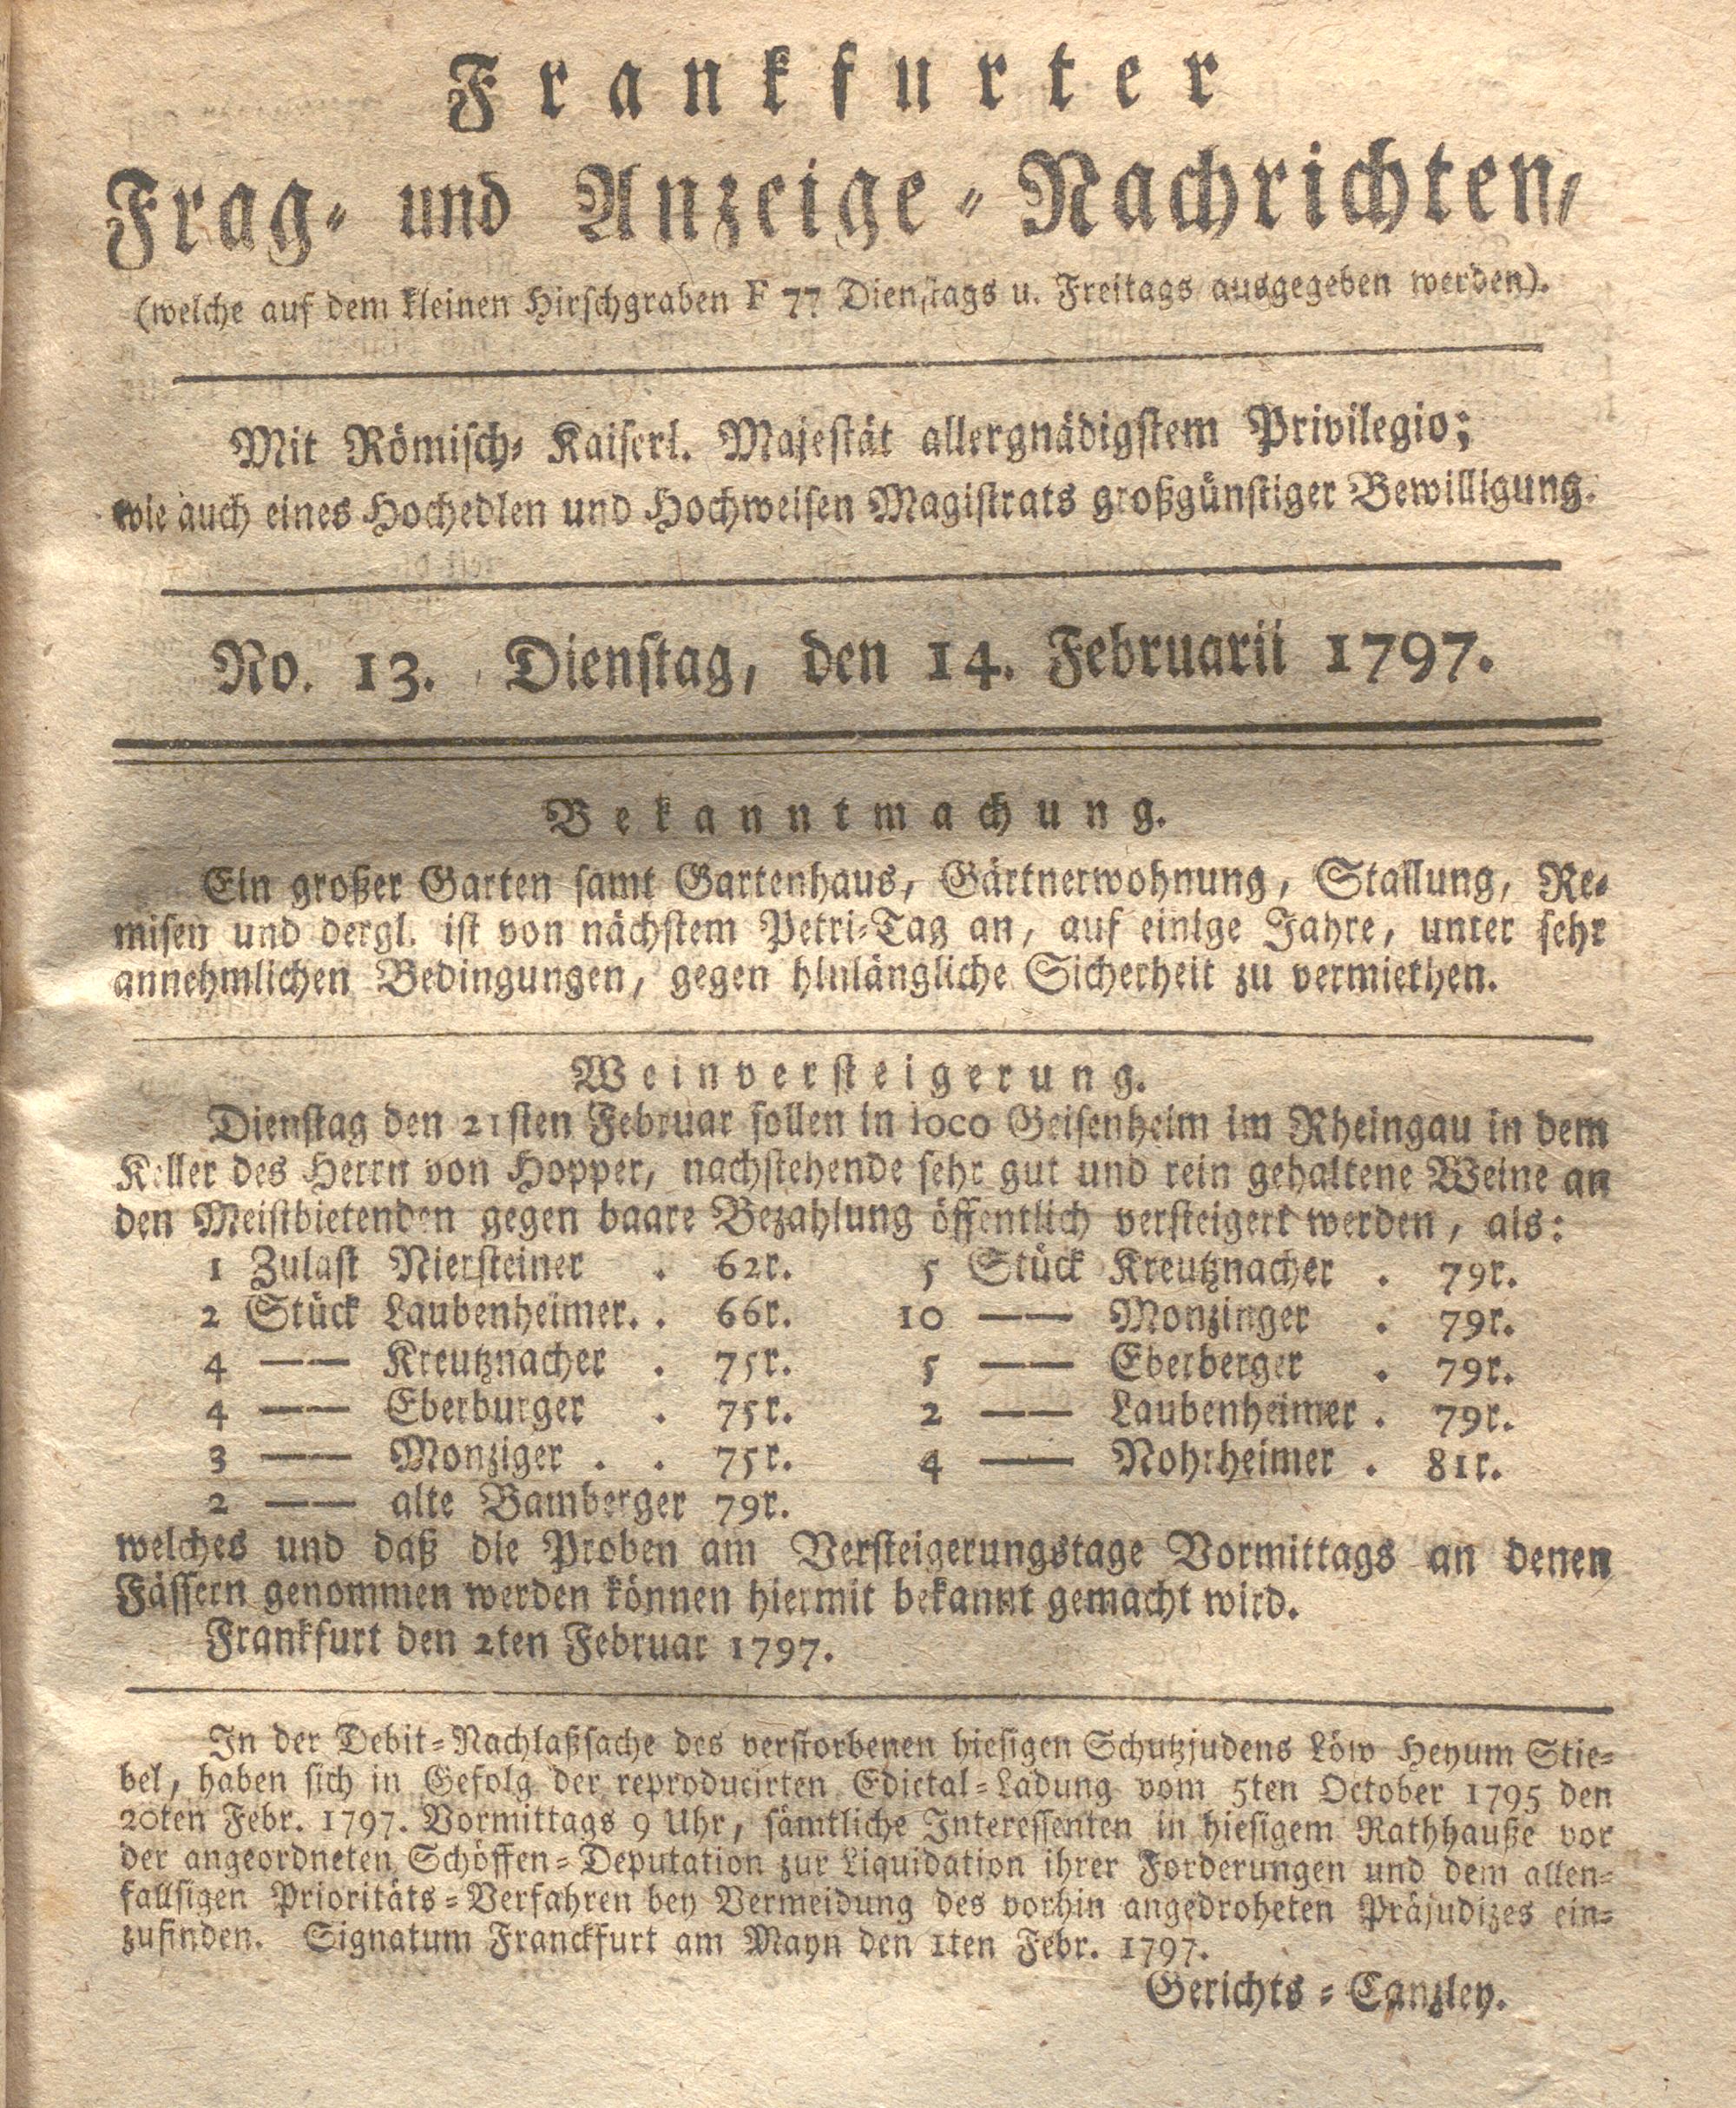 Frankfurter
Frag- und Anzeige-Nachrichten,
(welche auf dem kleinen Hirschgraben F 77 Dienstags u. Freitags ausgegeben werden).
Mit Römisch- Kaiserl. Majestät allergnädigstem Privilegio;
wie auch eines Hochedlen und Hochweisen Magistrats großgünstiger Bewilligung.
No. 13. Dienstag, den 14. Februarii 1797.
Bekanntmachung.
Ein großer Garten samt Gartenhaus, Gärtnerwohnung, Stallung, Re-
misen und dergl. ist von nächstem Petri-Tag an, auf einige Jahre, unter sehr
annehmlichen Bedingungen, gegen hinlängliche Sicherheit zu vermiethen.
Weinversteigerung.
Dienstag den 21sten Februar sollen in loco Geisenheim im Rheingau in dem
Keller des Herrn von Hopper, nachstehende sehr gut und rein gehaltene Weine an
den Meistbietenden gegen baare Bezahlung öffentlich versteigert werden, als:
1 Zulast Niersteiner . 62r.
2 Stück Laubenheimer. . 66r.
4 —— Kreutznacher . 75r.
4 —— Eberburger . 75r.
3 —— Monziger . . 75r.
2 —— alte Bamberger 79r.
5 Stück Kreutznacher . 79r.
10 —— Monzinger . 79r.
5 —— Eberberger . 79r.
2 —— Laubenheimer . 79r.
4 —— Nohrheimer . 81r.
welches und daß die Proben am Versteigerungstage Vormittags an denen
Fässern genommen werden können hiermit bekannt gemacht wird.
Frankfurt den 2ten Februar 1797.
In der Debit-Nachlaßsache des verstorbenen hiesigen Schutzjudens Löw Heyum Stie-
bel, haben sich in Gefolg der reproducirten Edictal-Ladung vom 5ten October 1795 den
20ten Febr. 1797. Vormittags 9 Uhr, sämtliche Interessenten in hiesigem Rathhauße vor
der angeordneten Schöffen-Deputation zur Liquidation ihrer Forderungen und dem allen-
fallsigen Prioritäts-Verfahren bey Vermeidung des vorhin angedroheten Präjudizes ein-
zufinden. Signatum Franckfurt am Mayn den 1ten Febr. 1797.
Gerichts-Canzley.